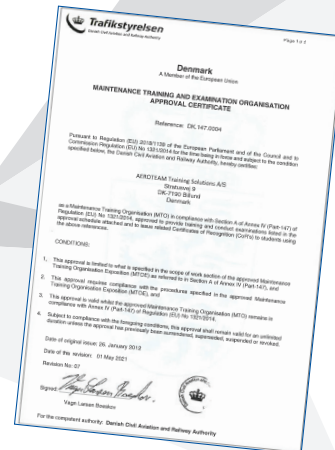 Trafikstyrelsen
Danish Civil Aviation and Railway Authority
Page 1 of 1
Denmark
A Member of the European Union
MAINTENANCE TRAINING AND EXAMINATION ORGANISATION
APPROVAL CERTIFICATE
Reference: DK.147.0004
Pursuant to Regulation (EU) 2018/1139 of the European Parliament and of the Council and to
Commission Regulation (EU) No 1321/2014 for the time being in force and subject to the condition
specified below, the Danish Civil Aviation and Railway Authority, hereby certifies:
AEROTEAM Training Solutions A/S
Stratusvej 9
DK-7190 Billund
Denmark
as a Maintenance Training Organisation (MTO) in compliance with Section A of Annex IV (Part-147) of
Regulation (EU) No 1321/2014, approved to provide training and conduct examinations listed in the
approval schedule attached and to issue related Certificates of Recognition (CoR's) to students using
the above references.
CONDITIONS:
1. This approval is limited to what is specified in the scope of work section of the approved Maintenance
Training Organisation Exposition (MTOE) as referred to in Section A of Annex IV (Part-147), and
2. This approval requires compliance with the procedures specified in the approved Maintenance
Training Organisation Exposition (MTOE), and
3. This approval is valid whilst the approved Maintenance Training Organisation (MTO) remains in
compliance with Annex IV (Part-147) of Regulation (EU) No 1321/2014.
4. Subject to compliance with the foregoing conditions, this approval shall remain valid for an unlimited
duration unless the approval has previously been surrendered, superseded, suspended or revoked.
Date of original issue: 26. January 2012
Date of this revision: 01 May 2021
Revision No: 07
Signed:
Vagn Larsen Bowskov
For the competent authority: Danish Civil Aviation and Railway Authority